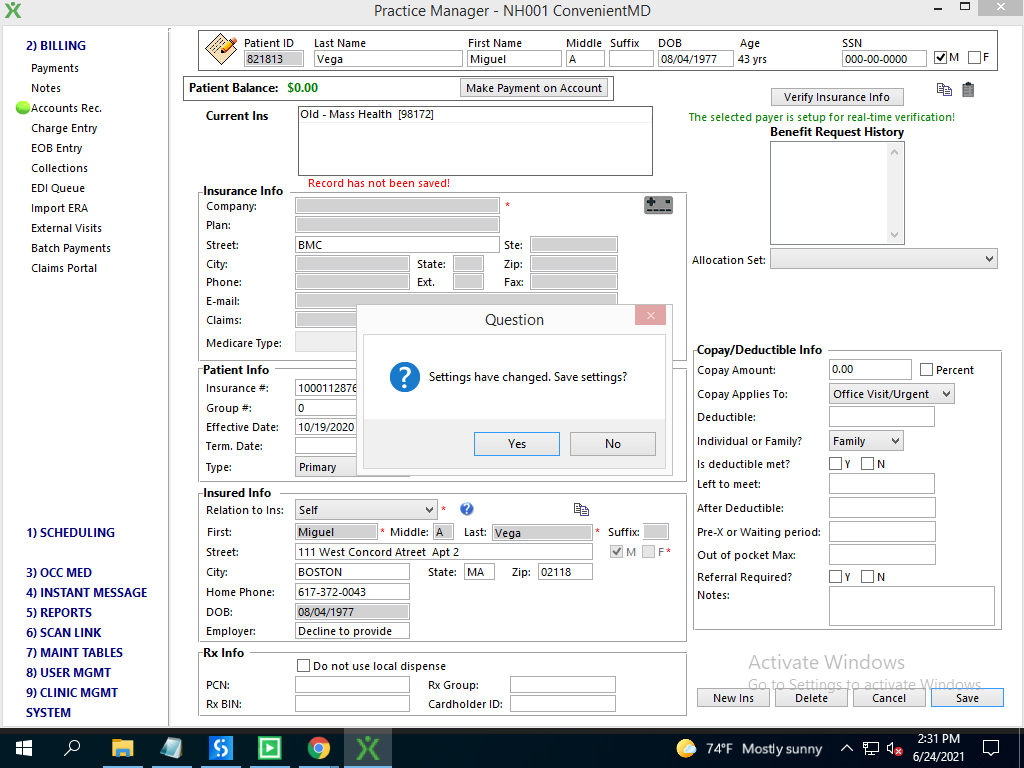 Practice Manager - NH001 ConvenientMD
2) BILLING
Payments
Notes
Accounts Rec.
Charge Entry
EOB Entry
Collections
EDI Queue
Import ERA
External Visits
Batch Payments
Claims Portal
1) SCHEDULING
3) OCC MED
4) INSTANT MESSAGE
5) REPORTS
6) SCAN LINK
7) MAINT TABLES
8) USER MGMT
9) CLINIC MGMT
SYSTEM
Patient ID Last Name First Name Middle Suffix DOB Age SSN
821813 Vega Miguel A 08/04/1977 43 yrs 000-00-0000 M F
Patient Balance: $0.00 Make Payment on Account
Current Ins Old - Mass Health [98172]
Record has not been saved!
Verify Insurance Info
The selected payer is setup for real-time verification!
Benefit Request History
Allocation Set:
Insurance Info
Company: *
Plan:
Street: BMC Ste:
City: State: Zip:
Phone: Ext. Fax:
E-mail:
Claims:
Medicare Type:
Question
Settings have changed. Save settings?
Yes No
Patient Info
Insurance #: 1000112876
Group #: 0
Effective Date: 10/19/2020
Term. Date:
Type: Primary
Insured Info
Relation to Ins: Self *
First: Miguel * Middle: A Last: Vega * Suffix:
Street: 111 West Concord Atreet Apt 2 M F *
City: BOSTON State: MA Zip: 02118
Home Phone: 617-372-0043
DOB: 08/04/1977
Employer: Decline to provide
Rx Info
Do not use local dispense
PCN: Rx Group:
Rx BIN: Cardholder ID:
Copay/Deductible Info
Copay Amount: 0.00 Percent
Copay Applies To: Office Visit/Urgent
Deductible:
Individual or Family? Family
Is deductible met? Y N
Left to meet:
After Deductible:
Pre-X or Waiting period:
Out of pocket Max:
Referral Required? Y N
Notes:
Activate Windows
Go to Settings to activate Windows.
New Ins Delete Cancel Save
74°F Mostly sunny
2:31 PM
6/24/2021